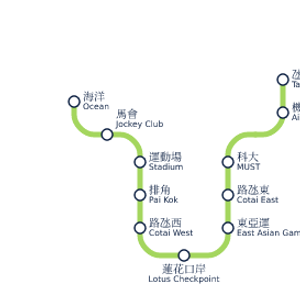 海洋
Ocean
馬會
Jockey Club
運動場
Stadium
排角
Pai Kok
路氹西
Cotai West
蓮花口岸
Lotus Checkpoint
東亞運
East Asian Gam
路氹東
Cotai East
科大
MUST
機
Ai
氹
Ta